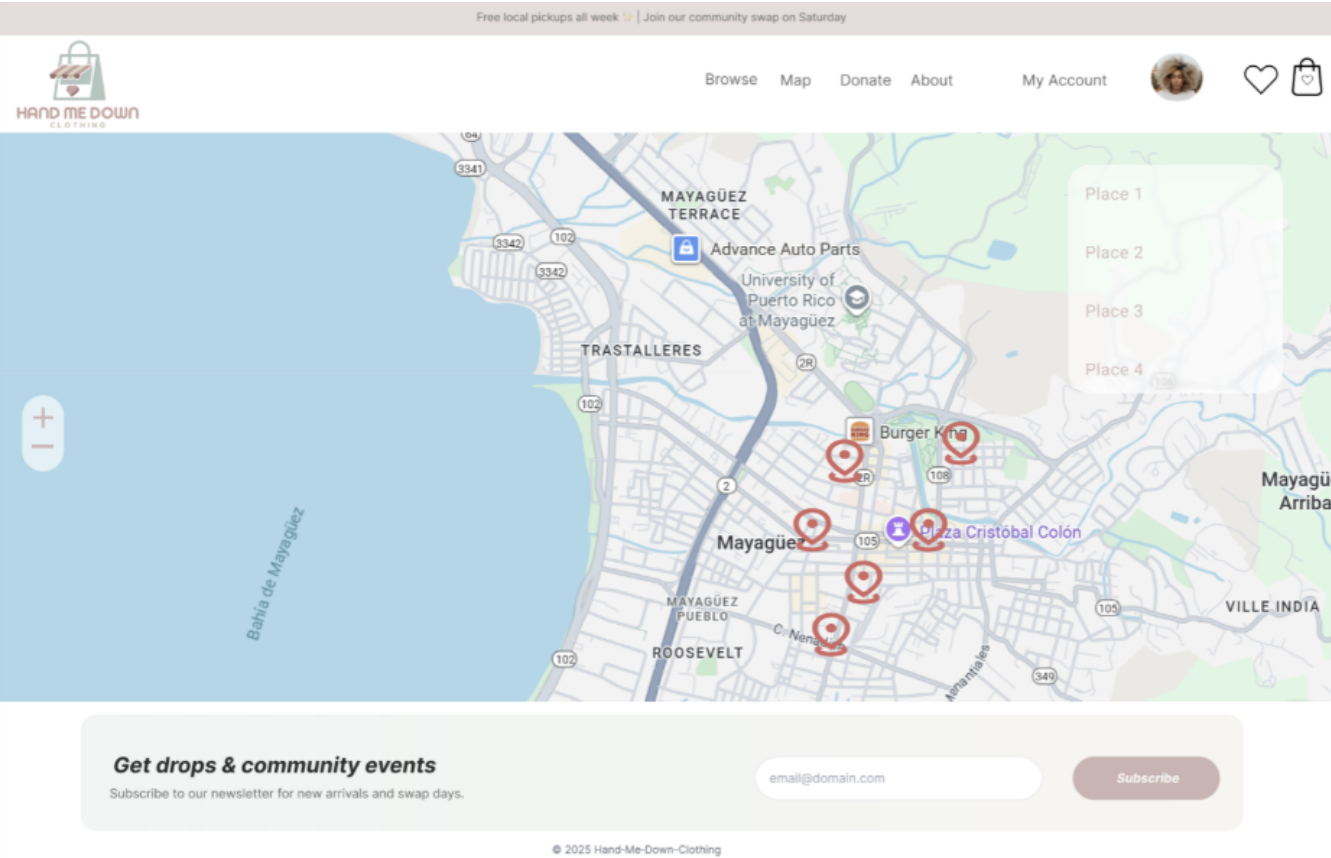 Free local pickups all week ✨ | Join our community swap on Saturday
HAND ME DOWN
CLOTHING
Browse Map Donate About My Account
64
3341
MAYAGÜEZ
TERRACE
3342
102
Advance Auto Parts
3342
University of
Puerto Rico
at Mayagüez
TRASTALLERES
2R
102
Place 1
Place 2
Place 3
Place 4
106
+
−
BURGER KING
Burger King
2R
108
2
Mayagüez
105
Plaza Cristóbal Colón
Mayagü
Arriba
Bahía de Mayagüez
MAYAGÜEZ
PUEBLO
C. Nenadich
105
VILLE INDIA
ROOSEVELT
102
Manantiales
349
Get drops & community events
Subscribe to our newsletter for new arrivals and swap days.
email@domain.com
Subscribe
© 2025 Hand-Me-Down-Clothing